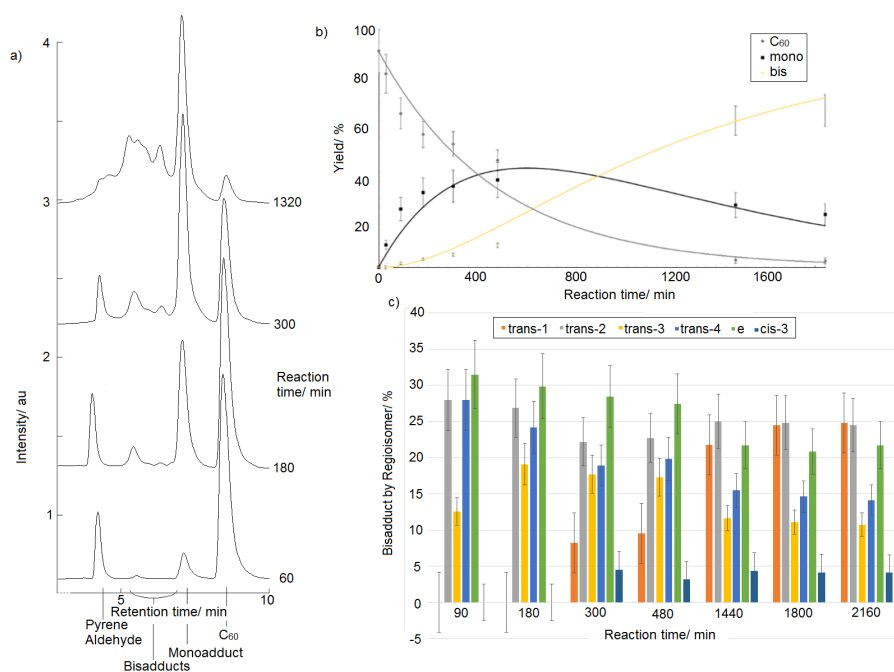 a)
4
3
2
1
Intensity/ au
1320
300
Reaction
time/ min
180
60
5
10
Retention time/ min
Pyrene
Aldehyde
Bisadducts
Monoadduct
C₆₀
b)
100
80
60
40
20
Yield/ %
C₆₀
mono
bis
0
400
800
1200
1600
Reaction time/ min
c)
40
35
30
25
20
15
10
5
0
-5
Bisadduct by Regioisomer/ %
trans-1 trans-2 trans-3 trans-4 e cis-3
90 180 300 480 1440 1800 2160
Reaction time/ min